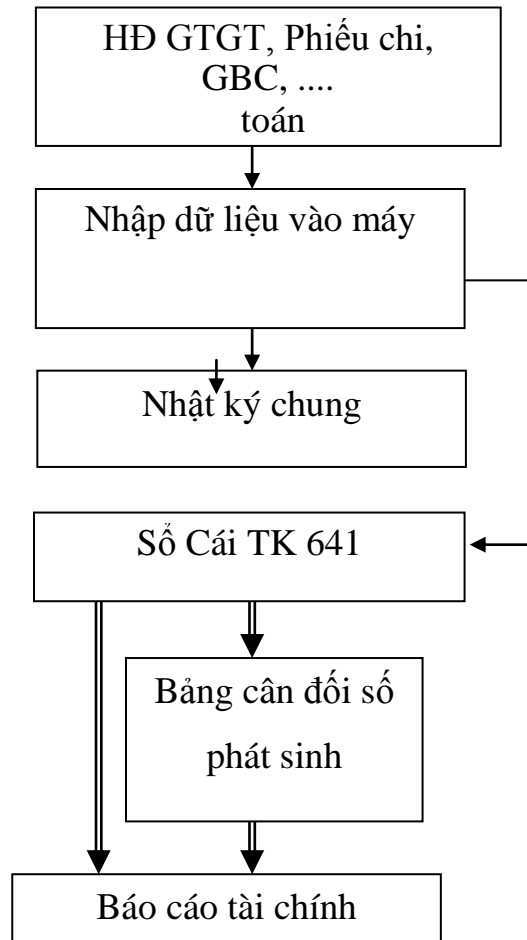 HĐ GTGT, Phiếu chi,
GBC, ....
toán
Nhập dữ liệu vào máy
Nhật ký chung
Sổ Cái TK 641
Bảng cân đối số
phát sinh
Báo cáo tài chính